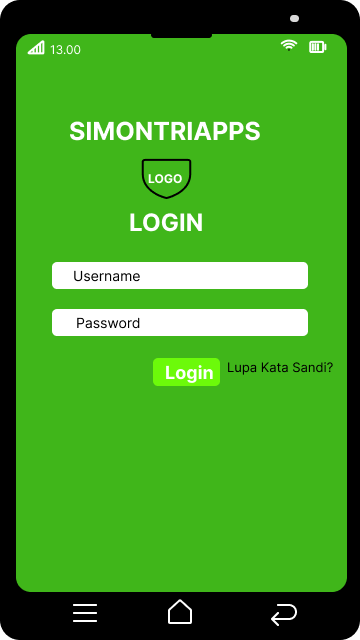 13.00
SIMONTRIAPPS
LOGO
LOGIN
Username
Password
Login
Lupa Kata Sandi?